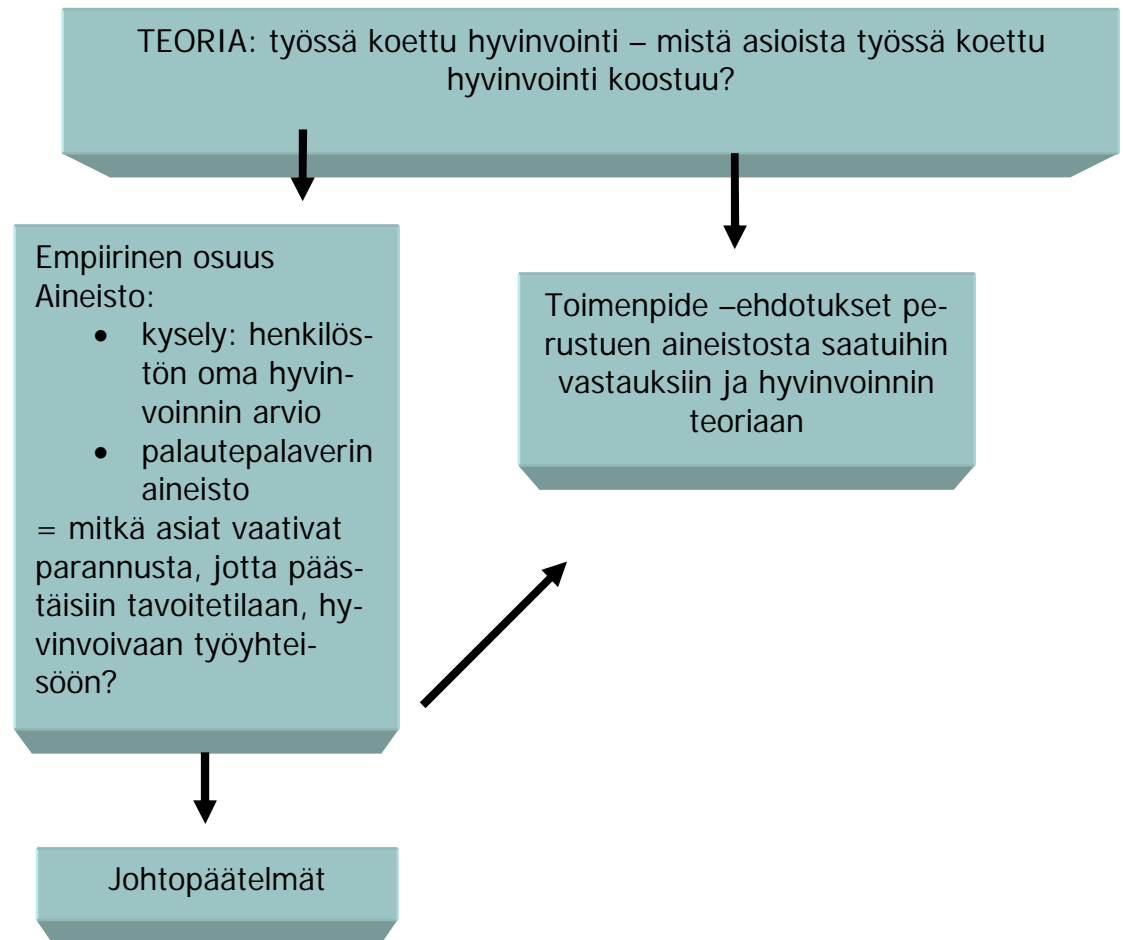 TEORIA: työssä koettu hyvinvointi – mistä asioista työssä koettu
hyvinvointi koostuu?
Empiirinen osuus
Aineisto:
• kysely: henkilös-
tön oma hyvin-
voinnin arvio
• palautepalaverin
aineisto
= mitkä asiat vaativat
parannusta, jotta pääs-
täisiin tavoitetilaan, hy-
vinvoivaan työyhtei-
söön?
Toimenpide –ehdotukset pe-
rustuen aineistosta saatuihin
vastauksiin ja hyvinvoinnin
teoriaan
Johtopäätelmät